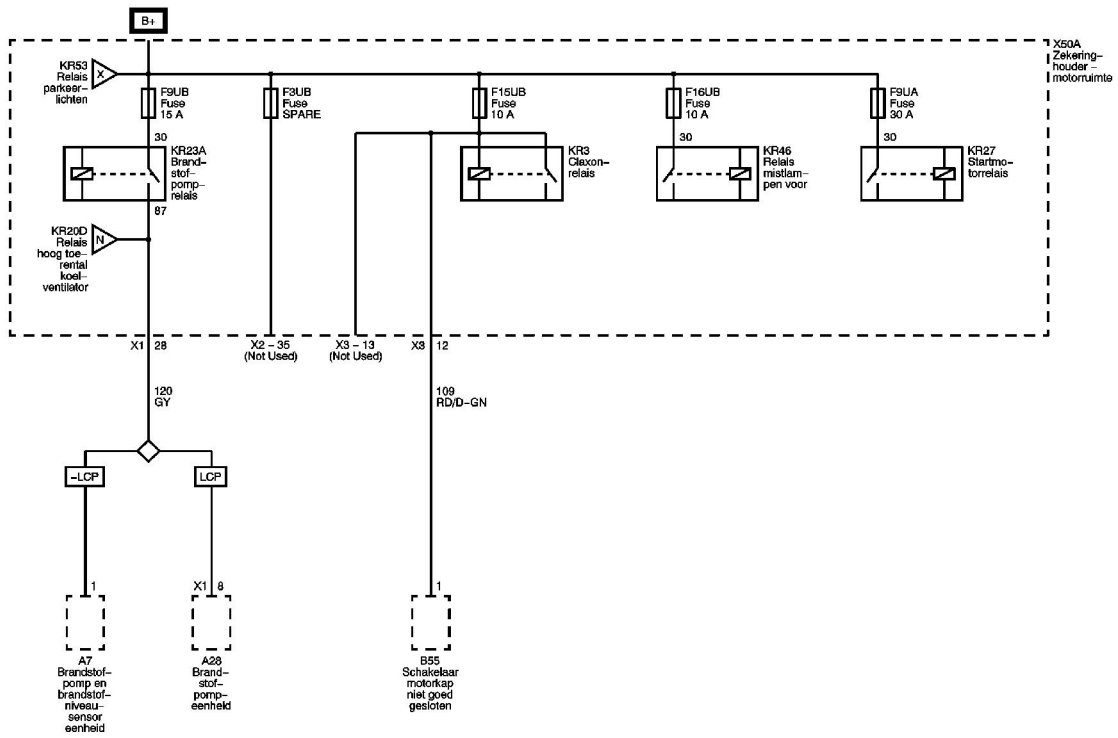 B+
X50A
Zekering–
houder –
motorruimte
KR53
Relais
parkeer–
lichten
X
F9UB
Fuse
15 A
F3UB
Fuse
SPARE
F15UB
Fuse
10 A
F16UB
Fuse
10 A
F9UA
Fuse
30 A
30
30
30
KR23A
Brand–
stof–
pomp–
relais
KR3
Claxon–
relais
KR46
Relais
mistlam–
pen voor
KR27
Startmo–
torrelais
87
KR20D
Relais
hoog toe–
rental
koel–
ventilator
N
X1 28
X2 – 35
(Not Used)
X3 – 13
(Not Used)
X3 12
120
GY
109
RD/D–GN
–LCP
LCP
1
X1 8
1
A7
Brandstof–
pomp en
brandstof–
niveau–
sensor
eenheid
A28
Brand–
stof–
pomp–
eenheid
B55
Schakelaar
motorkap
niet goed
gesloten